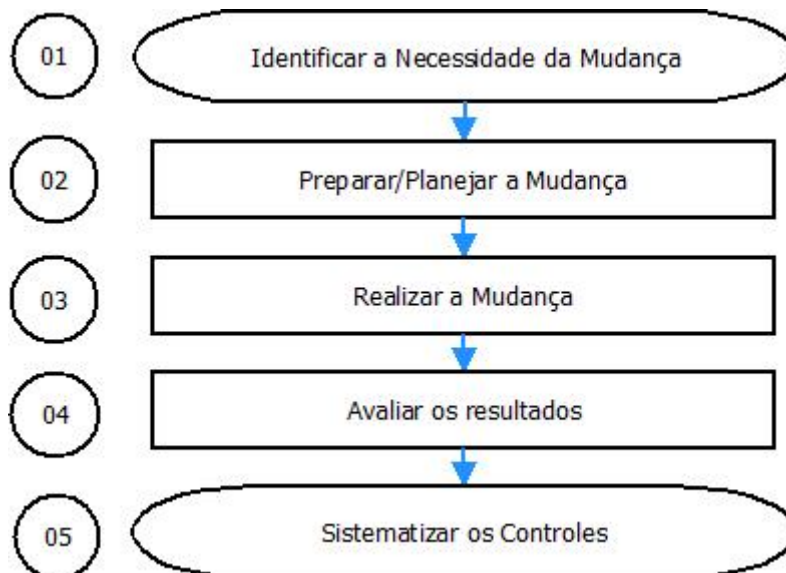 01
Identificar a Necessidade da Mudança
02
Preparar/Planejar a Mudança
03
Realizar a Mudança
04
Avaliar os resultados
05
Sistematizar os Controles